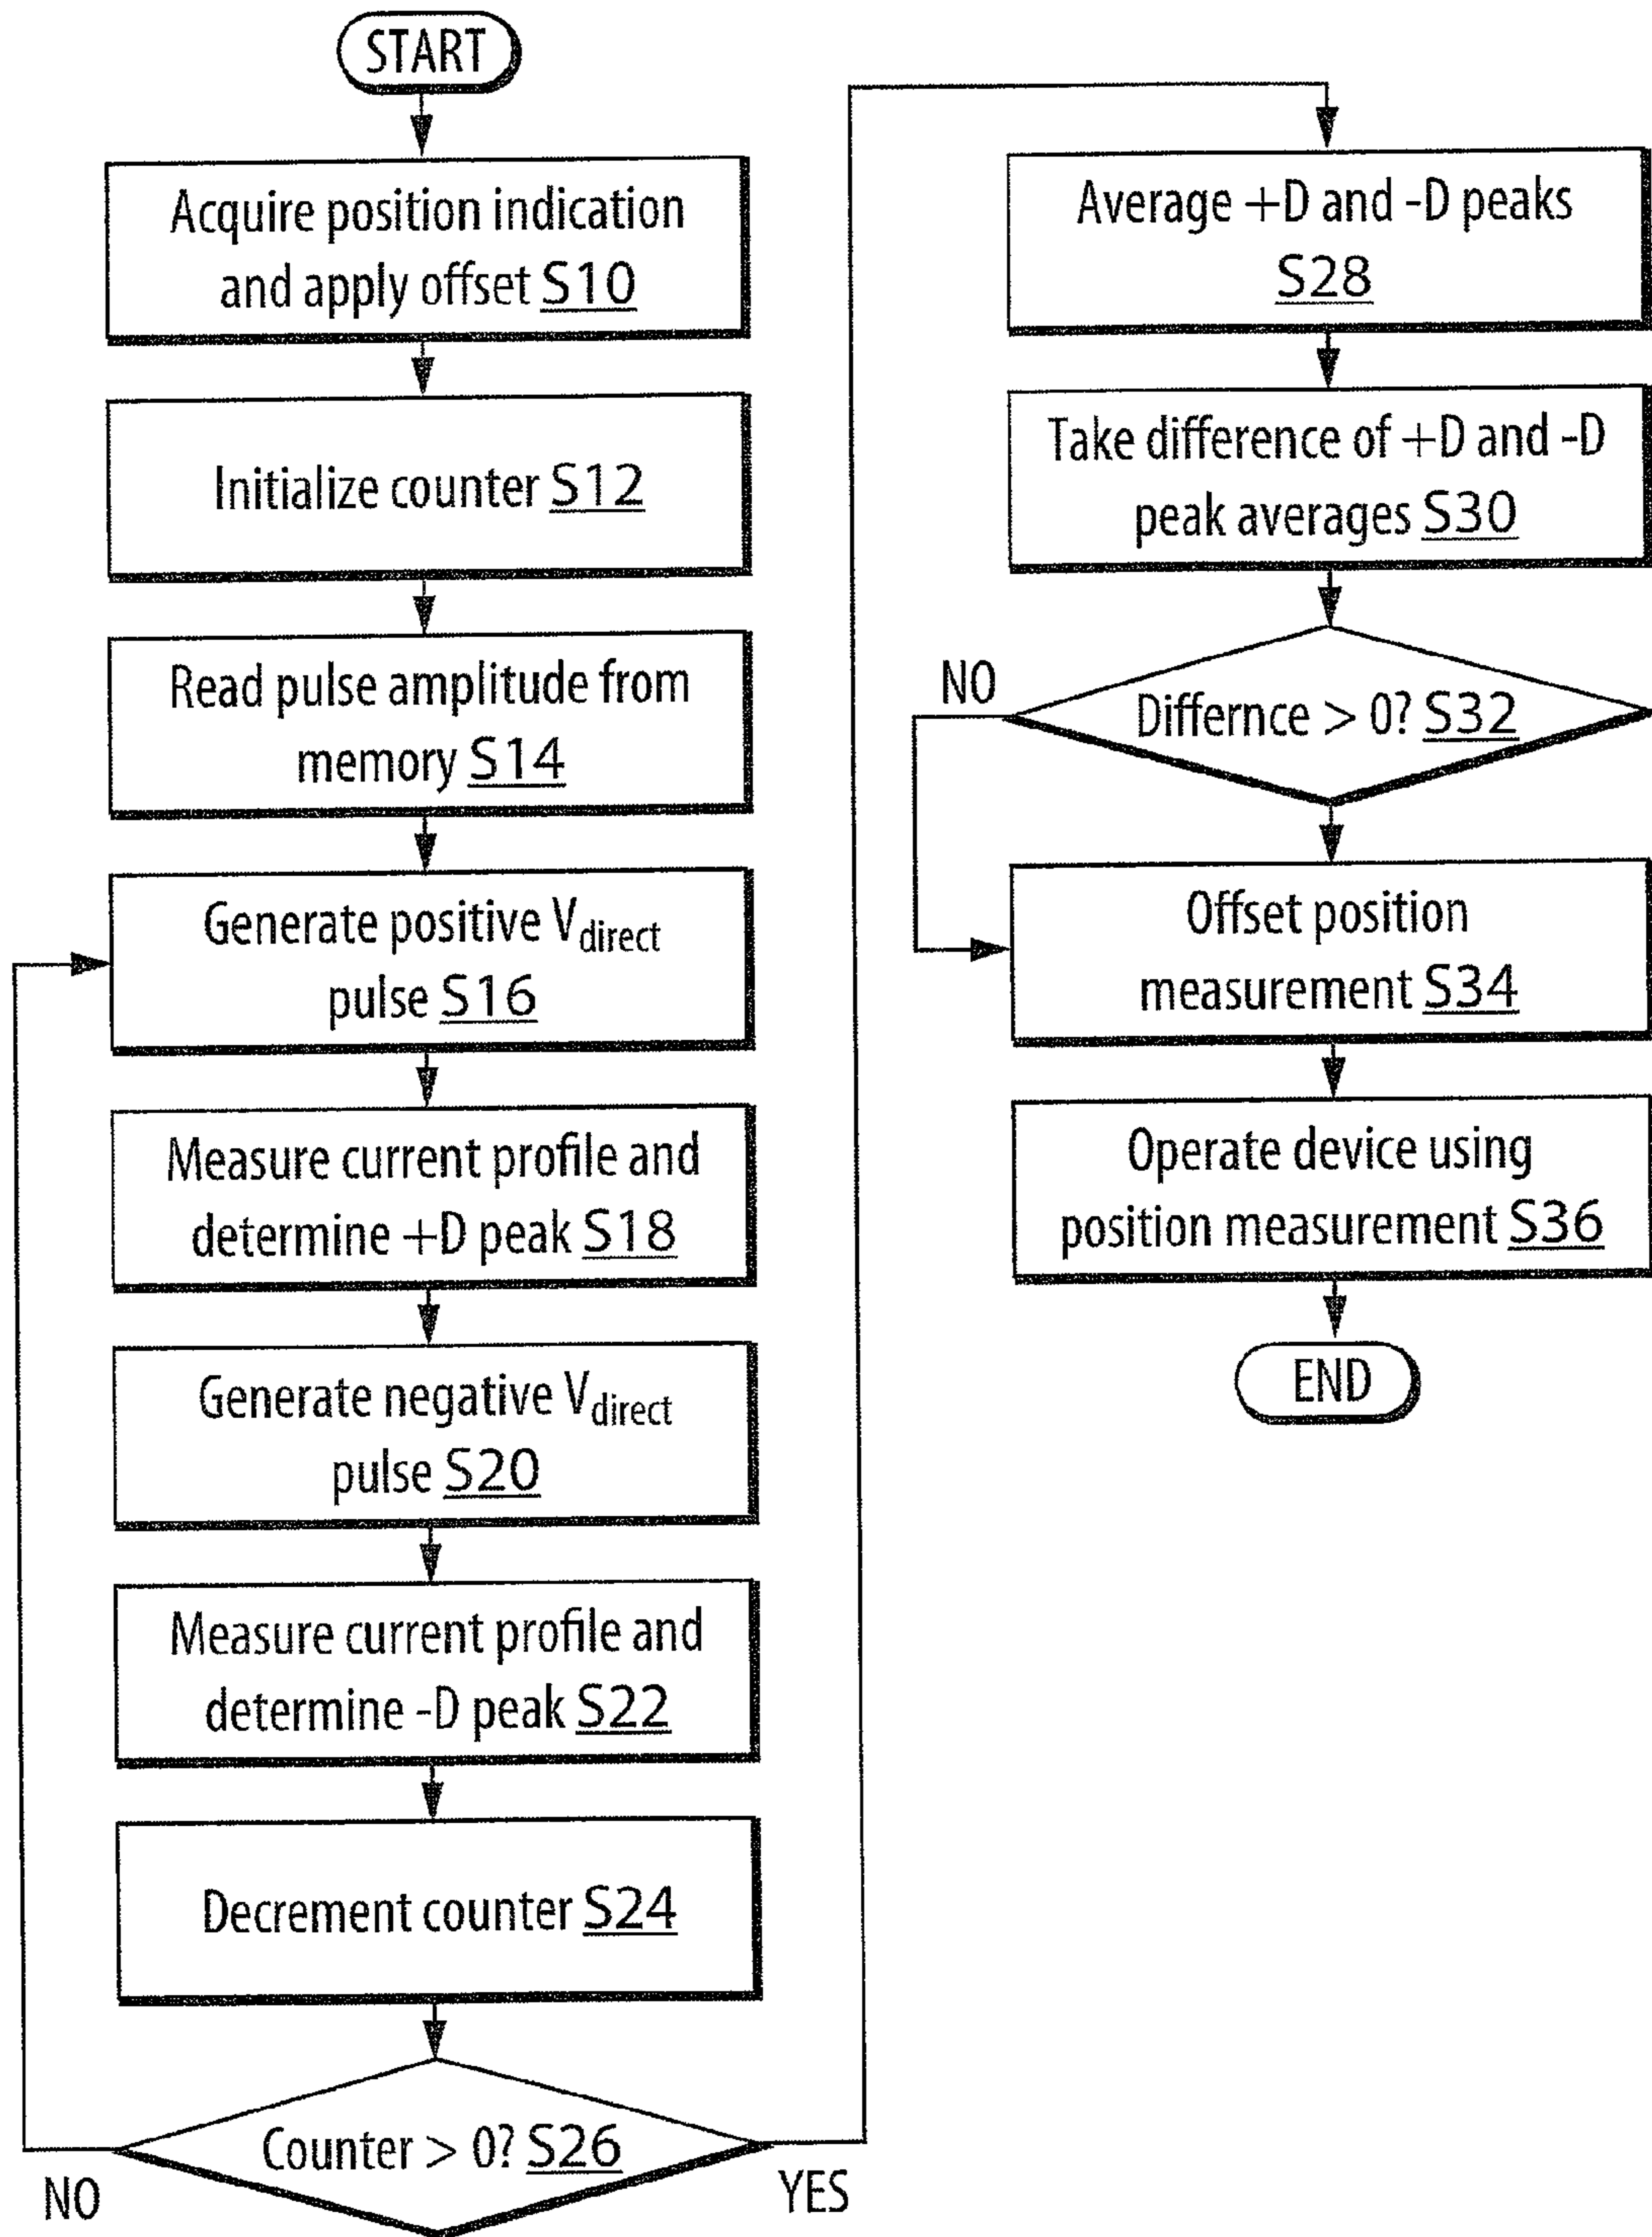 START
Acquire position indication
and apply offset S10
Initialize counter S12
Read pulse amplitude from
memory S14
Generate positive Vdirect
pulse S16
Measure current profile and
determine +D peak S18
Generate negative Vdirect
pulse S20
Measure current profile and
determine -D peak S22
Decrement counter S24
Counter > 0? S26
NO
YES
Average +D and -D peaks
S28
Take difference of +D and -D
peak averages S30
NO
Differnce > 0? S32
Offset position
measurement S34
Operate device using
position measurement S36
END